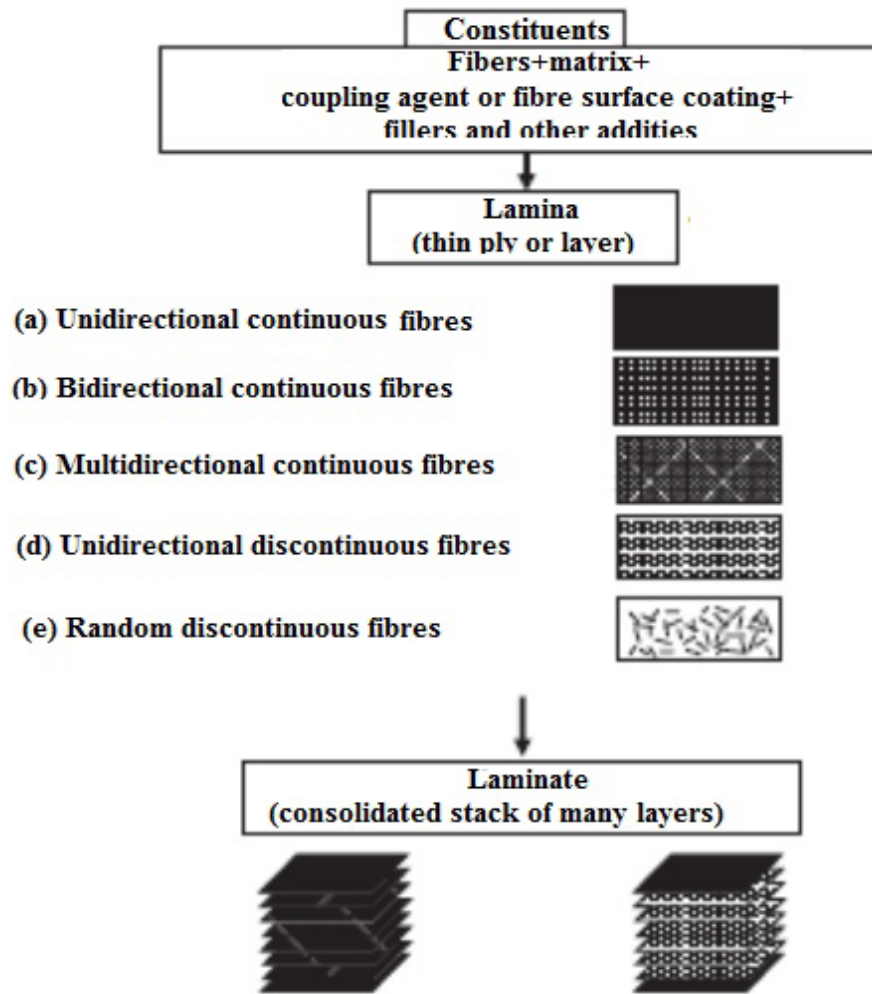 Constituents
Fibers+matrix+
coupling agent or fibre surface coating+
fillers and other addities
Lamina
(thin ply or layer)
(a) Unidirectional continuous fibres
(b) Bidirectional continuous fibres
(c) Multidirectional continuous fibres
(d) Unidirectional discontinuous fibres
(e) Random discontinuous fibres
Laminate
(consolidated stack of many layers)